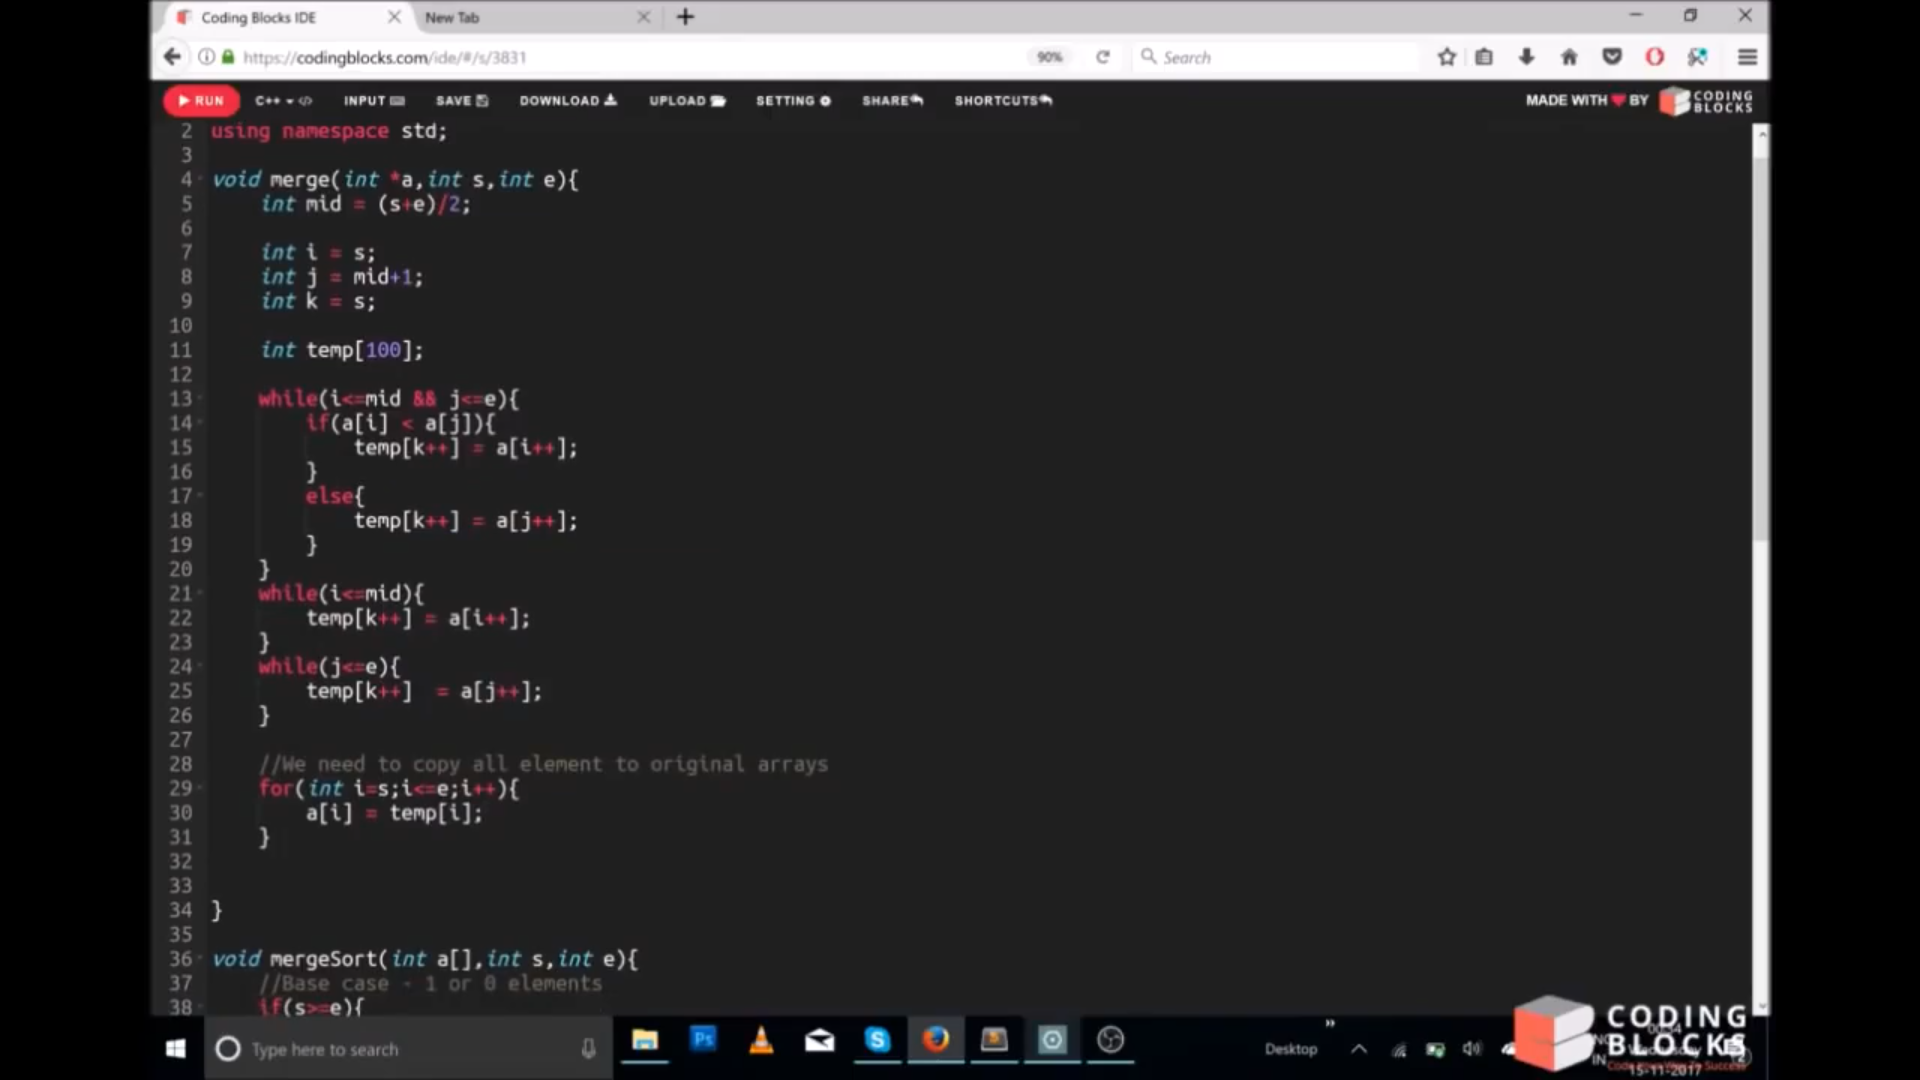 Coding Blocks IDE
New Tab
https://codingblocks.com/ide/#/s/3831
90%
Search
RUN
C++
INPUT
SAVE
DOWNLOAD
UPLOAD
SETTING
SHARE
SHORTCUTS
MADE WITH BY
CODING
BLOCKS
2 using namespace std;
3
4 void merge(int *a,int s,int e){
5 int mid = (s+e)/2;
6
7 int i = s;
8 int j = mid+1;
9 int k = s;
10
11 int temp[100];
12
13 while(i<=mid && j<=e){
14 if(a[i] < a[j]){
15 temp[k++] = a[i++];
16 }
17 else{
18 temp[k++] = a[j++];
19 }
20 }
21 while(i<=mid){
22 temp[k++] = a[i++];
23 }
24 while(j<=e){
25 temp[k++]  = a[j++];
26 }
27
28 //We need to copy all element to original arrays
29 for(int i=s;i<=e;i++){
30 a[i] = temp[i];
31 }
32
33
34 }
35
36 void mergeSort(int a[],int s,int e){
37 //Base case - 1 or 0 elements
38 if(s>=e){
Type here to search
Ps
Desktop
CODING
BLOCKS
15-11-2017